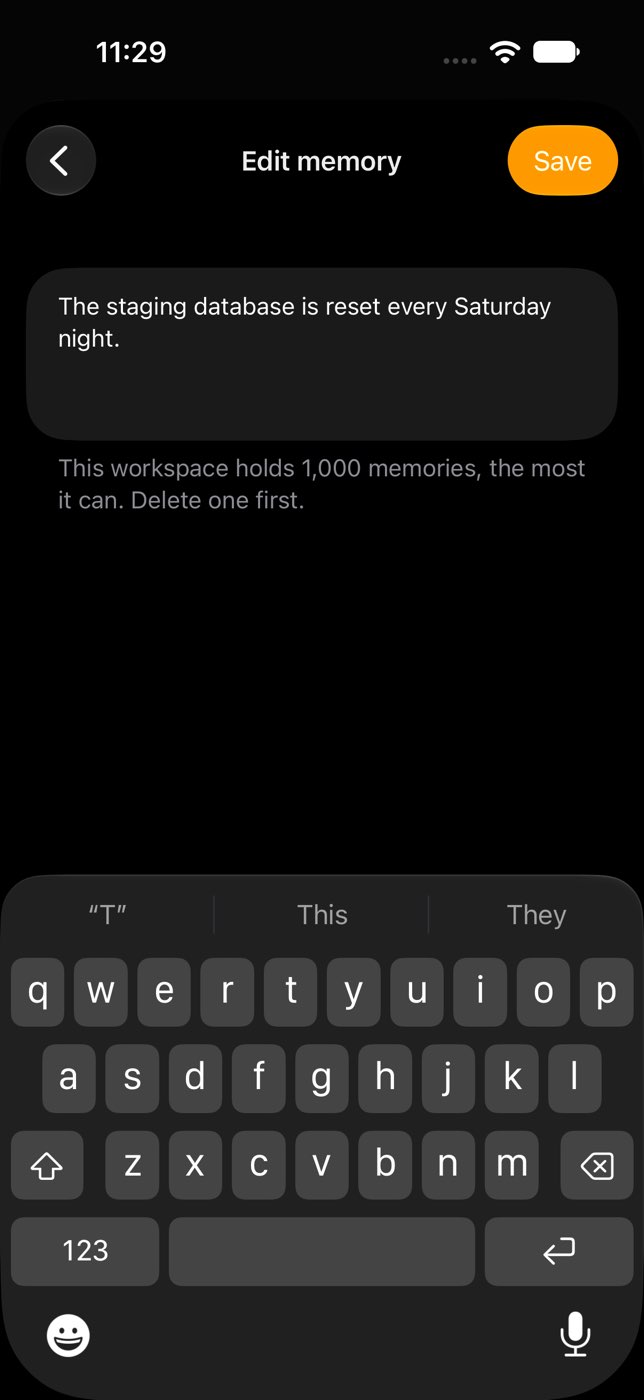 11:29
Edit memory
Save
The staging database is reset every Saturday
night.
This workspace holds 1,000 memories, the most
it can. Delete one first.
“T”
This
They
q w e r t y u i o p
a s d f g h j k l
z x c v b n m
123